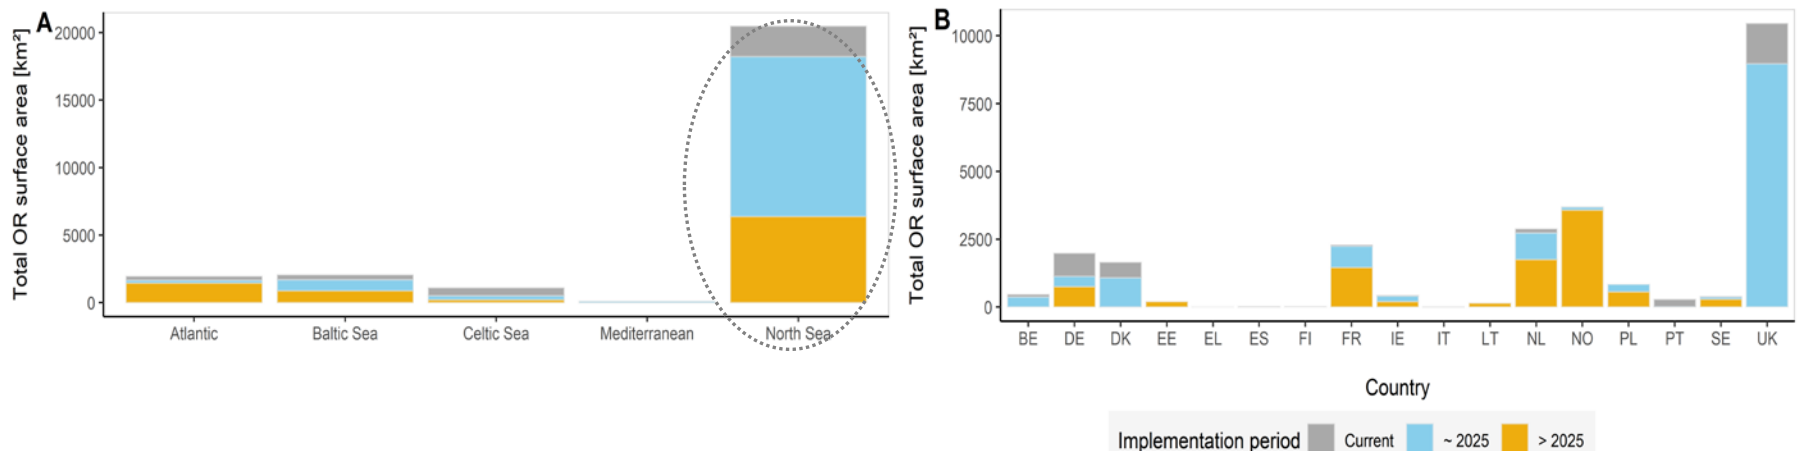 A
Total OR surface area [km²]
20000
15000
10000
5000
0
Atlantic Baltic Sea Celtic Sea Mediterranean North Sea
B
Total OR surface area [km²]
10000
7500
5000
2500
0
BE DE DK EE EL ES FI FR IE IT LT NL NO PL PT SE UK
Country
Implementation period Current ~ 2025 > 2025